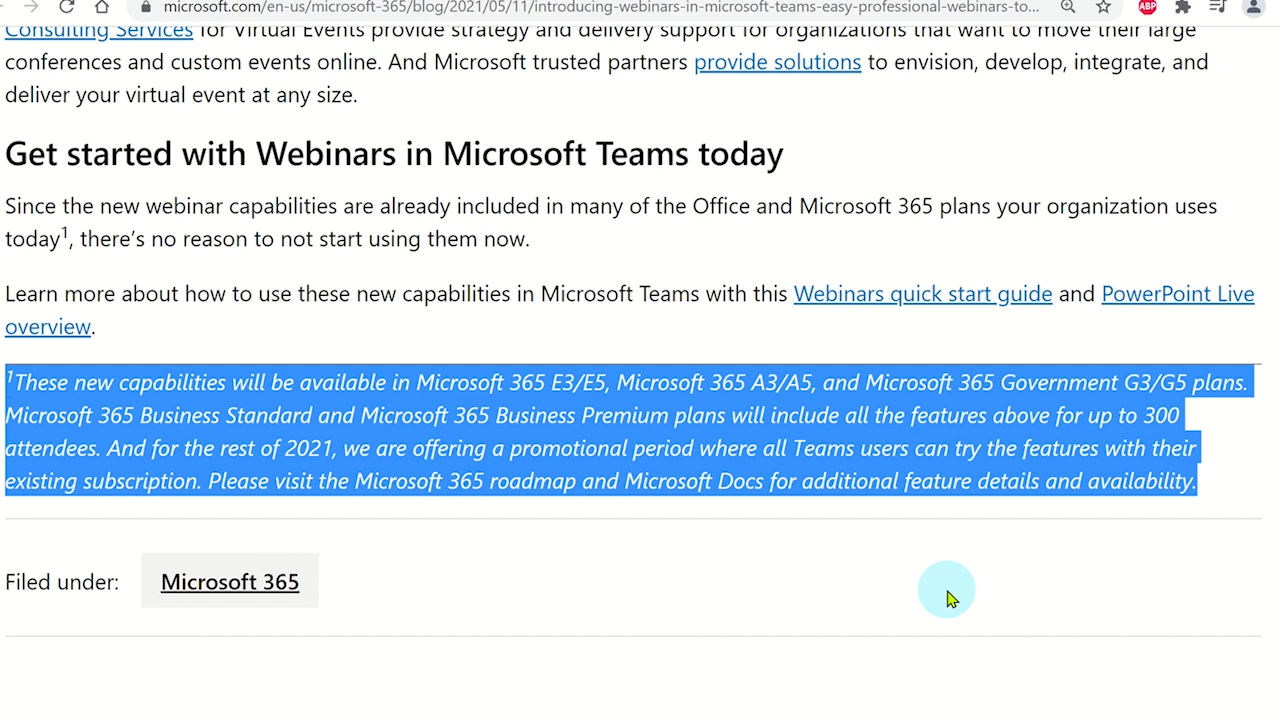 microsoft.com/en-us/microsoft-365/blog/2021/05/11/introducing-webinars-in-microsoft-teams-easy-professional-webinars-to...
ABP
Consulting Services for Virtual Events provide strategy and delivery support for organizations that want to move their large
conferences and custom events online. And Microsoft trusted partners provide solutions to envision, develop, integrate, and
deliver your virtual event at any size.
Get started with Webinars in Microsoft Teams today
Since the new webinar capabilities are already included in many of the Office and Microsoft 365 plans your organization uses
today¹, there’s no reason to not start using them now.
Learn more about how to use these new capabilities in Microsoft Teams with this Webinars quick start guide and PowerPoint Live
overview.
¹These new capabilities will be available in Microsoft 365 E3/E5, Microsoft 365 A3/A5, and Microsoft 365 Government G3/G5 plans.
Microsoft 365 Business Standard and Microsoft 365 Business Premium plans will include all the features above for up to 300
attendees. And for the rest of 2021, we are offering a promotional period where all Teams users can try the features with their
existing subscription. Please visit the Microsoft 365 roadmap and Microsoft Docs for additional feature details and availability.
Filed under: Microsoft 365